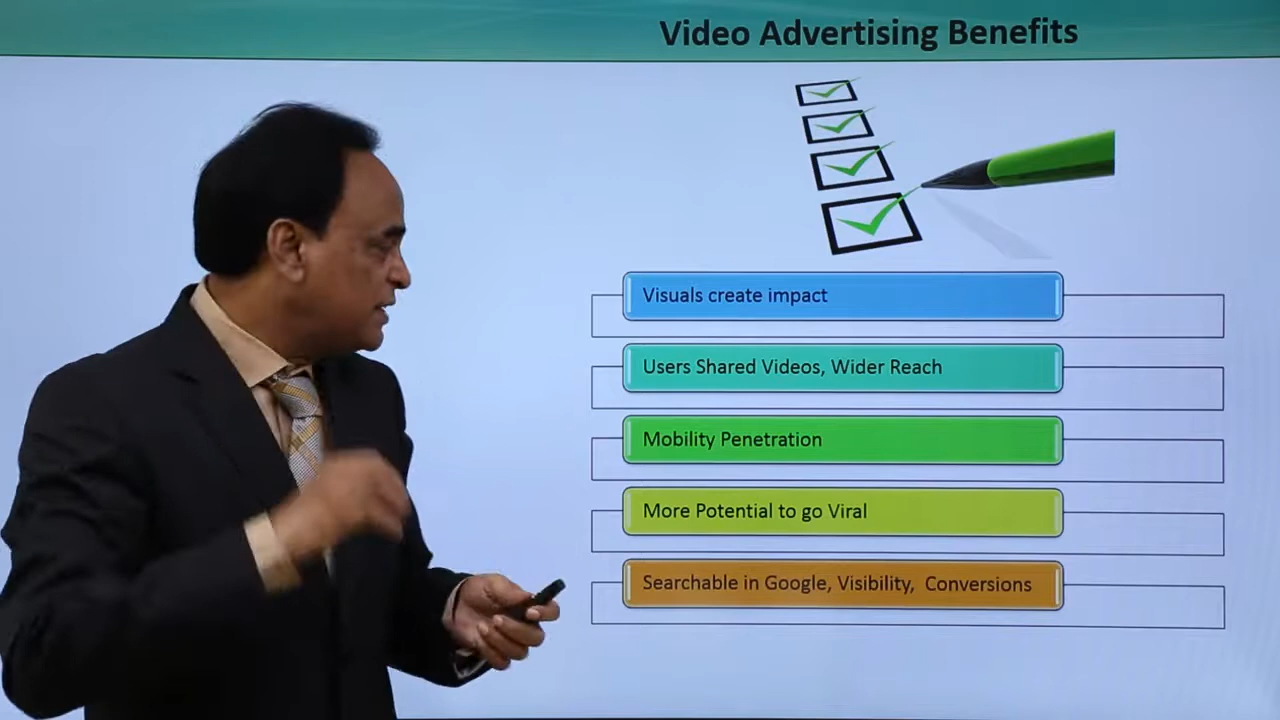 Video Advertising Benefits
Visuals create impact
Users Shared Videos, Wider Reach
Mobility Penetration
More Potential to go Viral
Searchable in Google, Visibility, Conversions